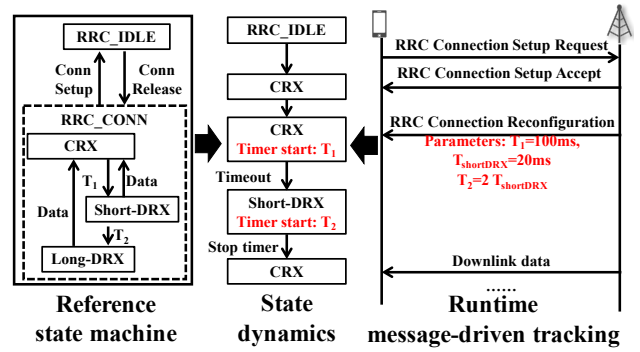 RRC_IDLE
Conn
Setup
Conn
Release
RRC_CONN
CRX
T1
Data
Data
Short-DRX
T2
Long-DRX
Reference
state machine
RRC_IDLE
CRX
CRX
Timer start: T1
Timeout
Short-DRX
Timer start: T2
Stop timer
CRX
State
dynamics
RRC Connection Setup Request
RRC Connection Setup Accept
RRC Connection Reconfiguration
Parameters: T1=100ms,
TshortDRX=20ms
T2=2 TshortDRX
Downlink data
......
Runtime
message-driven tracking